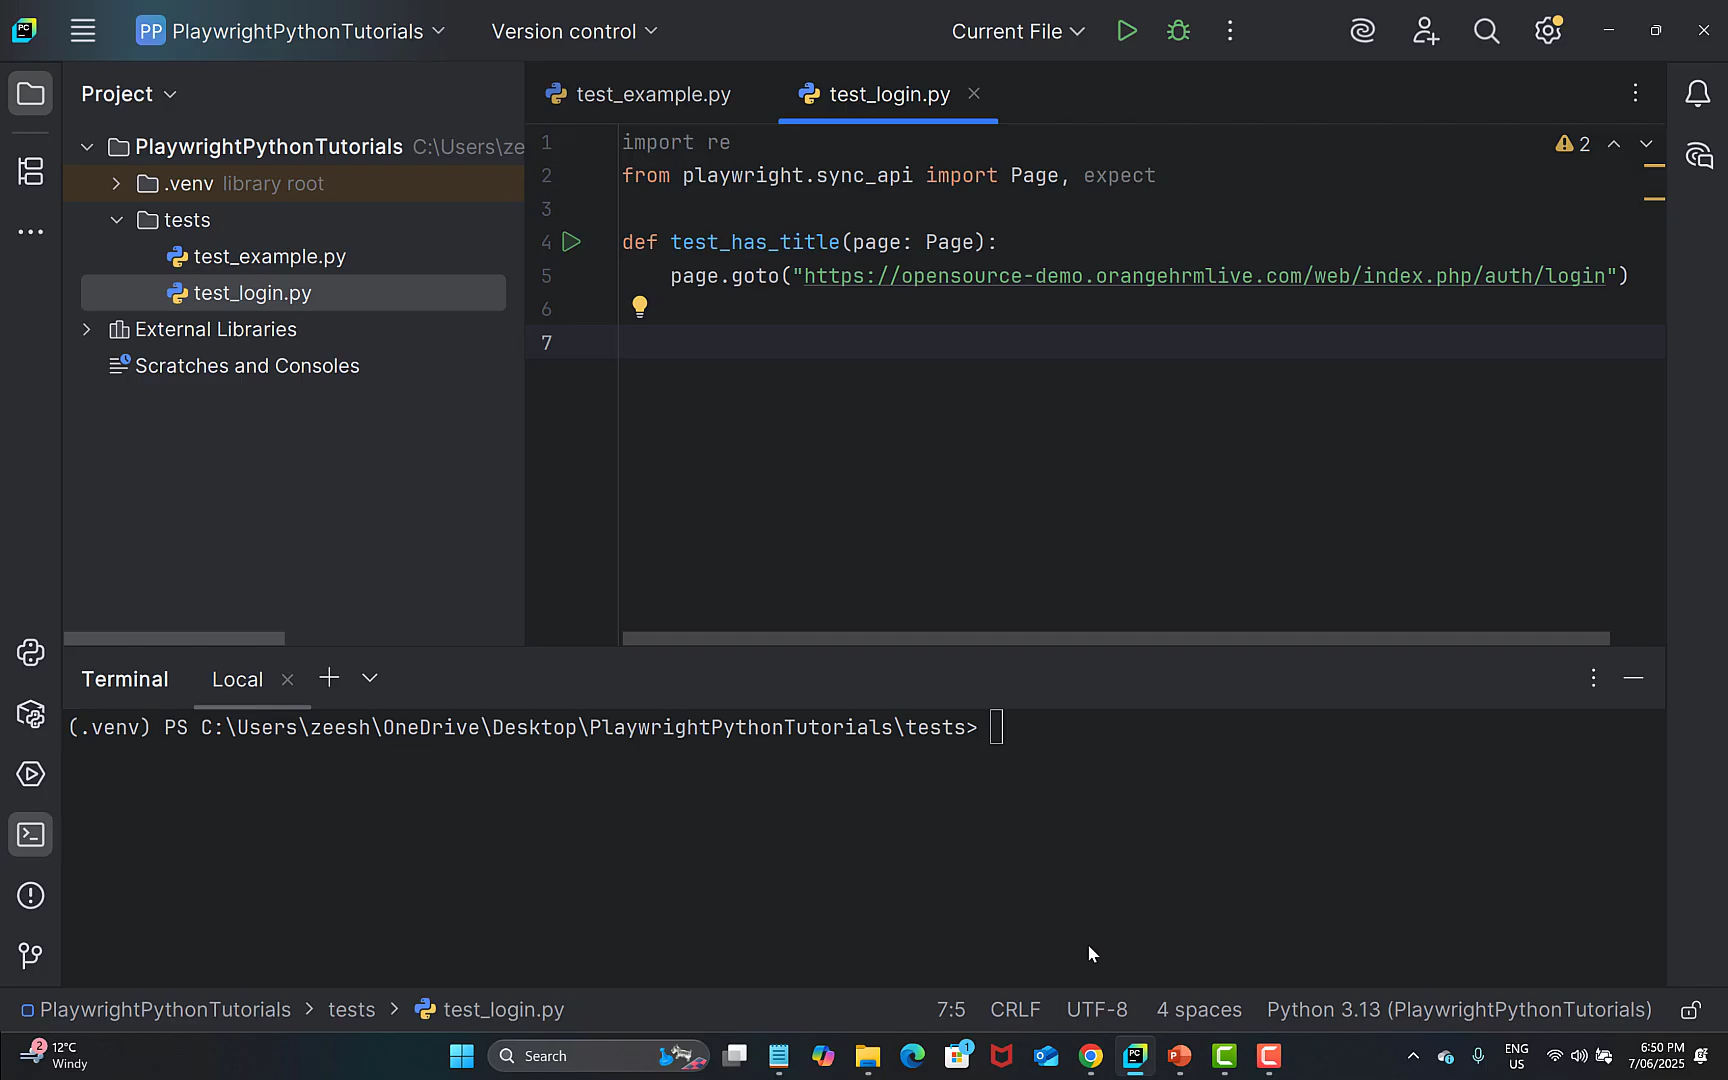 PC
PP PlaywrightPythonTutorials
Version control
Current File
Project
test_example.py
test_login.py
PlaywrightPythonTutorials C:\Users\ze
.venv library root
tests
test_example.py
test_login.py
External Libraries
Scratches and Consoles
2
1 import re
2 from playwright.sync_api import Page, expect
3
4 def test_has_title(page: Page):
5 page.goto("https://opensource-demo.orangehrmlive.com/web/index.php/auth/login")
6
7
Terminal
Local
(.venv) PS C:\Users\zeesh\OneDrive\Desktop\PlaywrightPythonTutorials\tests>
PlaywrightPythonTutorials > tests > test_login.py
7:5 CRLF UTF-8 4 spaces Python 3.13 (PlaywrightPythonTutorials)
2
12°C
Windy
Search
1
PC
P
C
C
ENG
US
6:50 PM
7/06/2025